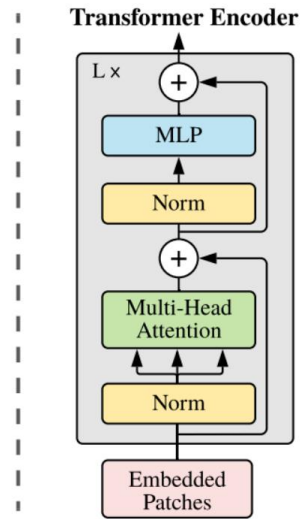 Transformer Encoder
L ×
+
MLP
Norm
+
Multi-Head
Attention
Norm
Embedded
Patches